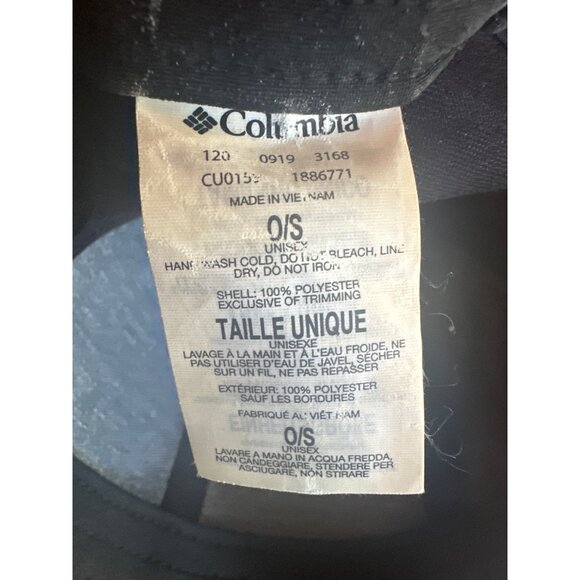 Columbia
120 0919 3168
1886771
MADE IN VIETNAM
O/S
UNISEX
HAND WASH COLD, DO NOT BLEACH, LINE
DRY, DO NOT IRON
SHELL: 100% POLYESTER
EXCLUSIVE OF TRIMMING
TAILLE UNIQUE
UNISEXE
LAVAGE À LA MAIN ET À L'EAU FROIDE, NE
PAS UTILISER D'EAU DE JAVEL, SÉCHER
SUR UN FIL, NE PAS REPASSER
EXTÉRIEUR: 100% POLYESTER
SAUF LES BORDURES
FABRIQUÉ AU VIÊT NAM
O/S
UNISEX
LAVARE A MANO IN ACQUA FREDDA,
NON CANDEGGIARE, STENDERE PER
ASCIUGARE, NON STIRARE